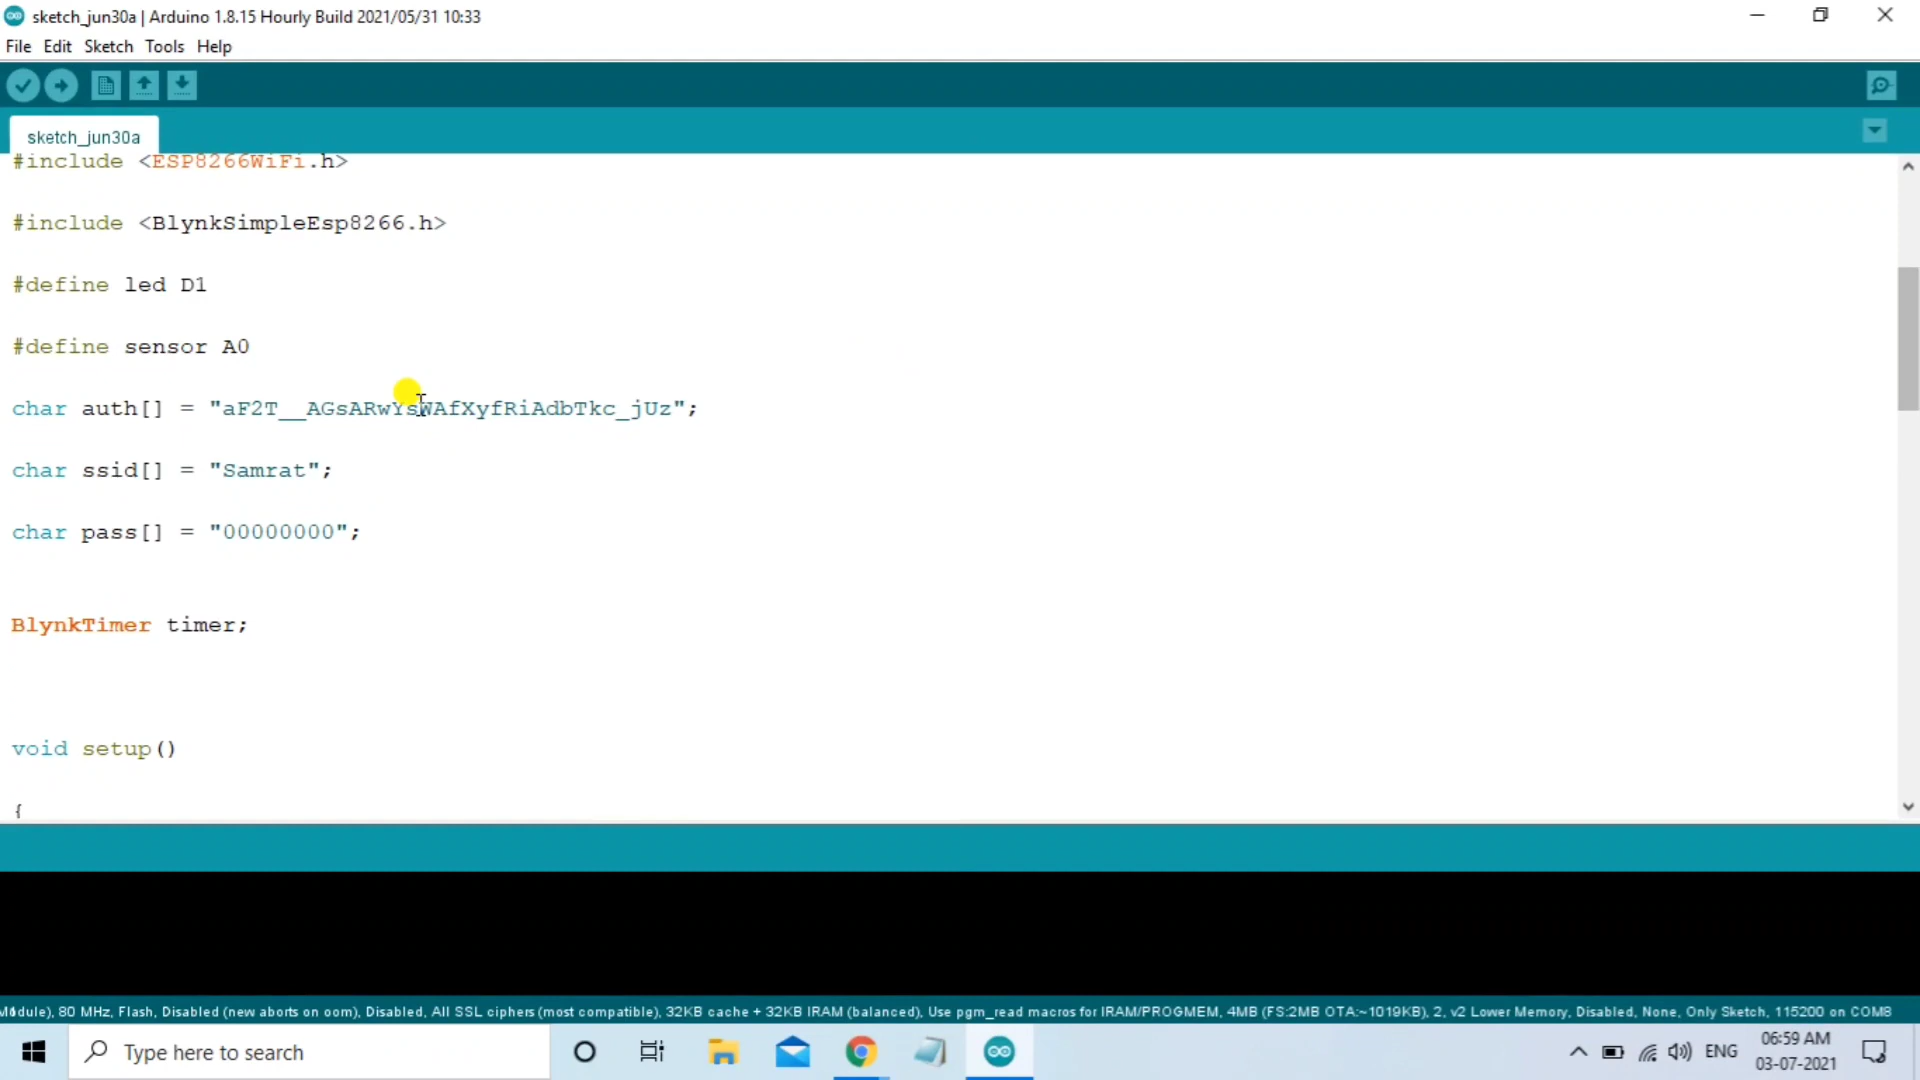 sketch_jun30a | Arduino 1.8.15 Hourly Build 2021/05/31 10:33
File Edit Sketch Tools Help
sketch_jun30a
#include <ESP8266WiFi.h>
#include <BlynkSimpleEsp8266.h>
#define led D1
#define sensor A0
char auth[] = "aF2T__AGsARwYsWAfXyfRiAdbTkc_jUz";
char ssid[] = "Samrat";
char pass[] = "00000000";
BlynkTimer timer;
void setup()
{
80 MHz, Flash, Disabled (new aborts on oom), Disabled, All SSL ciphers (most compatible), 32KB cache + 32KB IRAM (balanced), Use pgm_read macros for IRAM/PROGMEM, 4MB (FS:2MB OTA:~1019KB), 2, v2 Lower Memory, Disabled, None, Only Sketch, 115200 on COM8
Type here to search
ENG
06:59 AM
03-07-2021